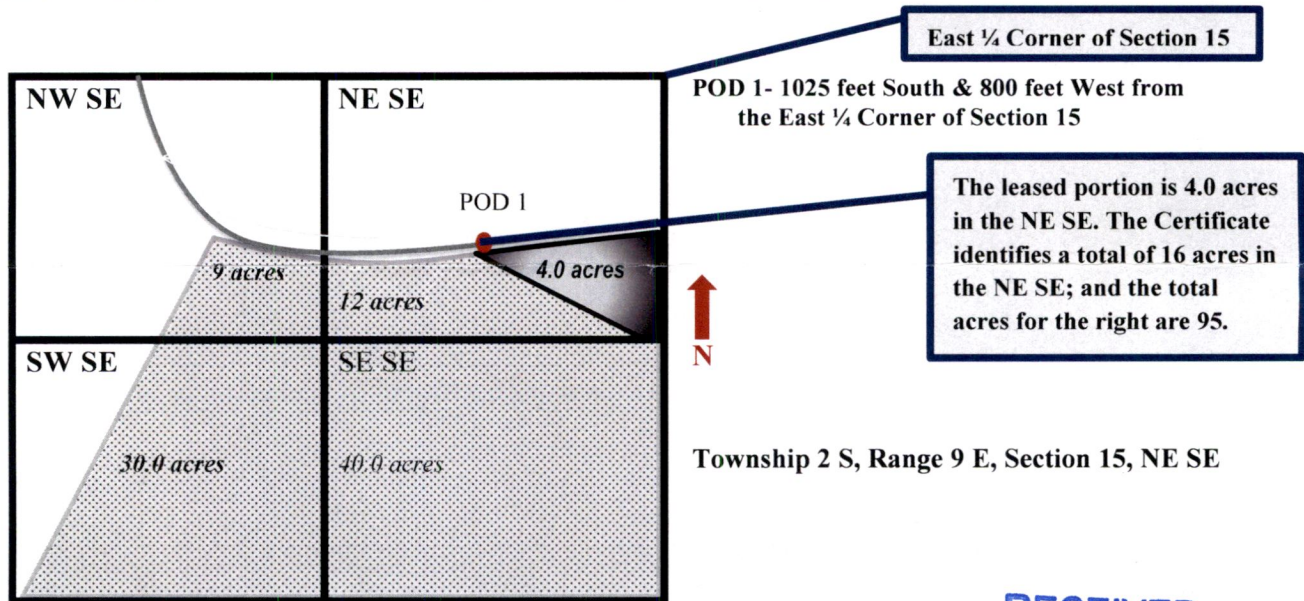 East ¼ Corner of Section 15
NW SE
NE SE
POD 1- 1025 feet South & 800 feet West from
the East ¼ Corner of Section 15
POD 1
The leased portion is 4.0 acres
in the NE SE. The Certificate
identifies a total of 16 acres in
the NE SE; and the total
acres for the right are 95.
9 acres
4.0 acres
12 acres
N
SW SE
SE SE
30.0 acres
40.0 acres
Township 2 S, Range 9 E, Section 15, NE SE